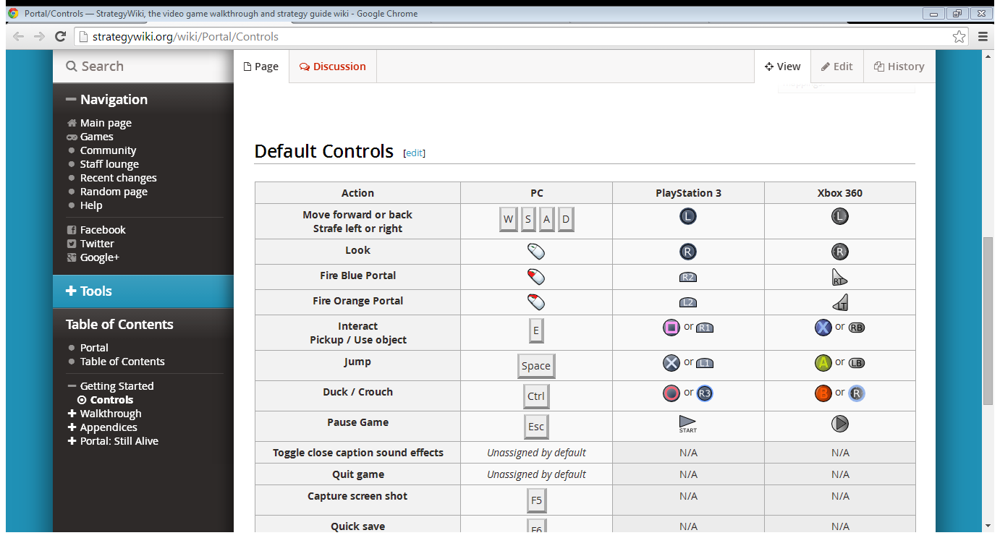 Portal/Controls — StrategyWiki, the video game walkthrough and strategy guide wiki - Google Chrome
strategywiki.org/wiki/Portal/Controls
Search
Page Discussion View Edit History
Navigation
Main page
Games
Community
Staff lounge
Recent changes
Random page
Help
Facebook
Twitter
Google+
Tools
Table of Contents
Portal
Table of Contents
Getting Started
Controls
Walkthrough
Appendices
Portal: Still Alive
Default Controls [edit]
Action PC PlayStation 3 Xbox 360
Move forward or back
Strafe left or right W S A D L L
Look R R
Fire Blue Portal R2 RT
Fire Orange Portal L2 LT
Interact
Pickup / Use object E or R1 X or RB
Jump Space or L1 A or LB
Duck / Crouch Ctrl or R3 B or R
Pause Game Esc START
Toggle close caption sound effects Unassigned by default N/A N/A
Quit game Unassigned by default N/A N/A
Capture screen shot F5 N/A N/A
Quick save F6 N/A N/A